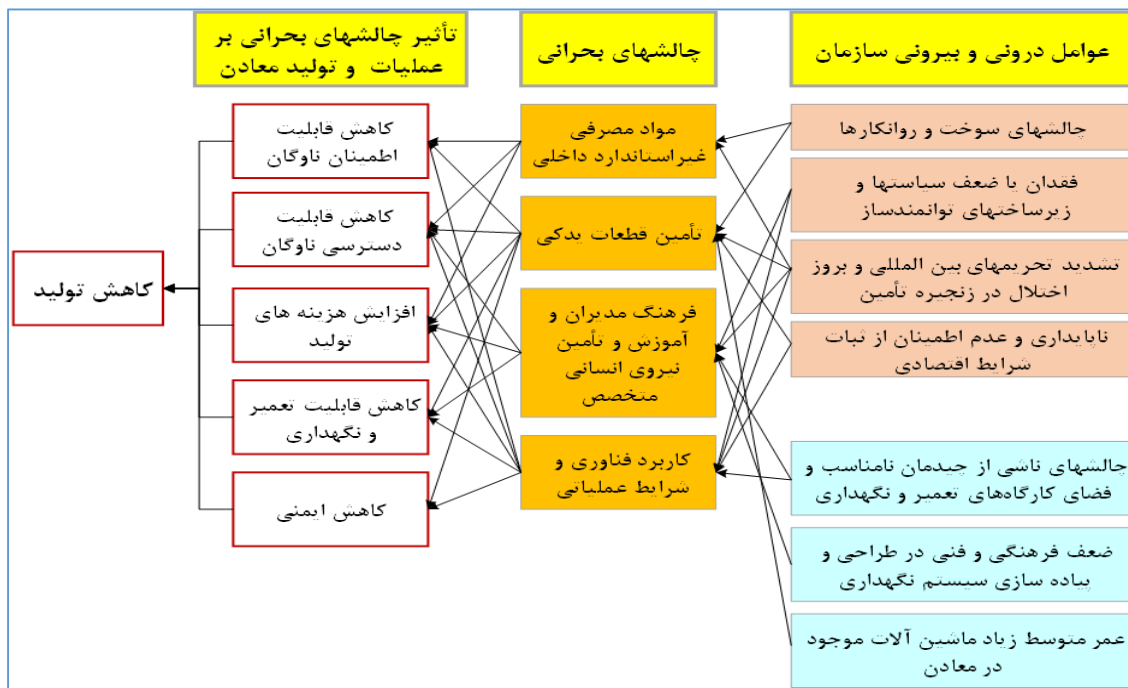 عوامل درونی و بیرونی سازمان
چالشهای سوخت و روانکارها
فقدان یا ضعف سیاستها و
زیرساختهای توانمندساز
تشدید تحریمهای بین المللی و بروز
اختلال در زنجیره تأمین
ناپایداری و عدم اطمینان از ثبات
شرایط اقتصادی
چالشهای ناشی از چیدمان نامناسب و
فضای کارگاه‌های تعمیر و نگهداری
ضعف فرهنگی و فنی در طراحی و
پیاده سازی سیستم نگهداری
عمر متوسط زیاد ماشین آلات موجود
در معادن
چالشهای بحرانی
مواد مصرفی
غیراستاندارد داخلی
تأمین قطعات یدکی
فرهنگ مدیران و
آموزش و تأمین
نیروی انسانی
متخصص
کاربرد فناوری و
شرایط عملیاتی
تأثیر چالشهای بحرانی بر
عملیات و تولید معادن
کاهش قابلیت
اطمینان ناوگان
کاهش قابلیت
دسترسی ناوگان
افزایش هزینه های
تولید
کاهش قابلیت تعمیر
و نگهداری
کاهش ایمنی
کاهش تولید